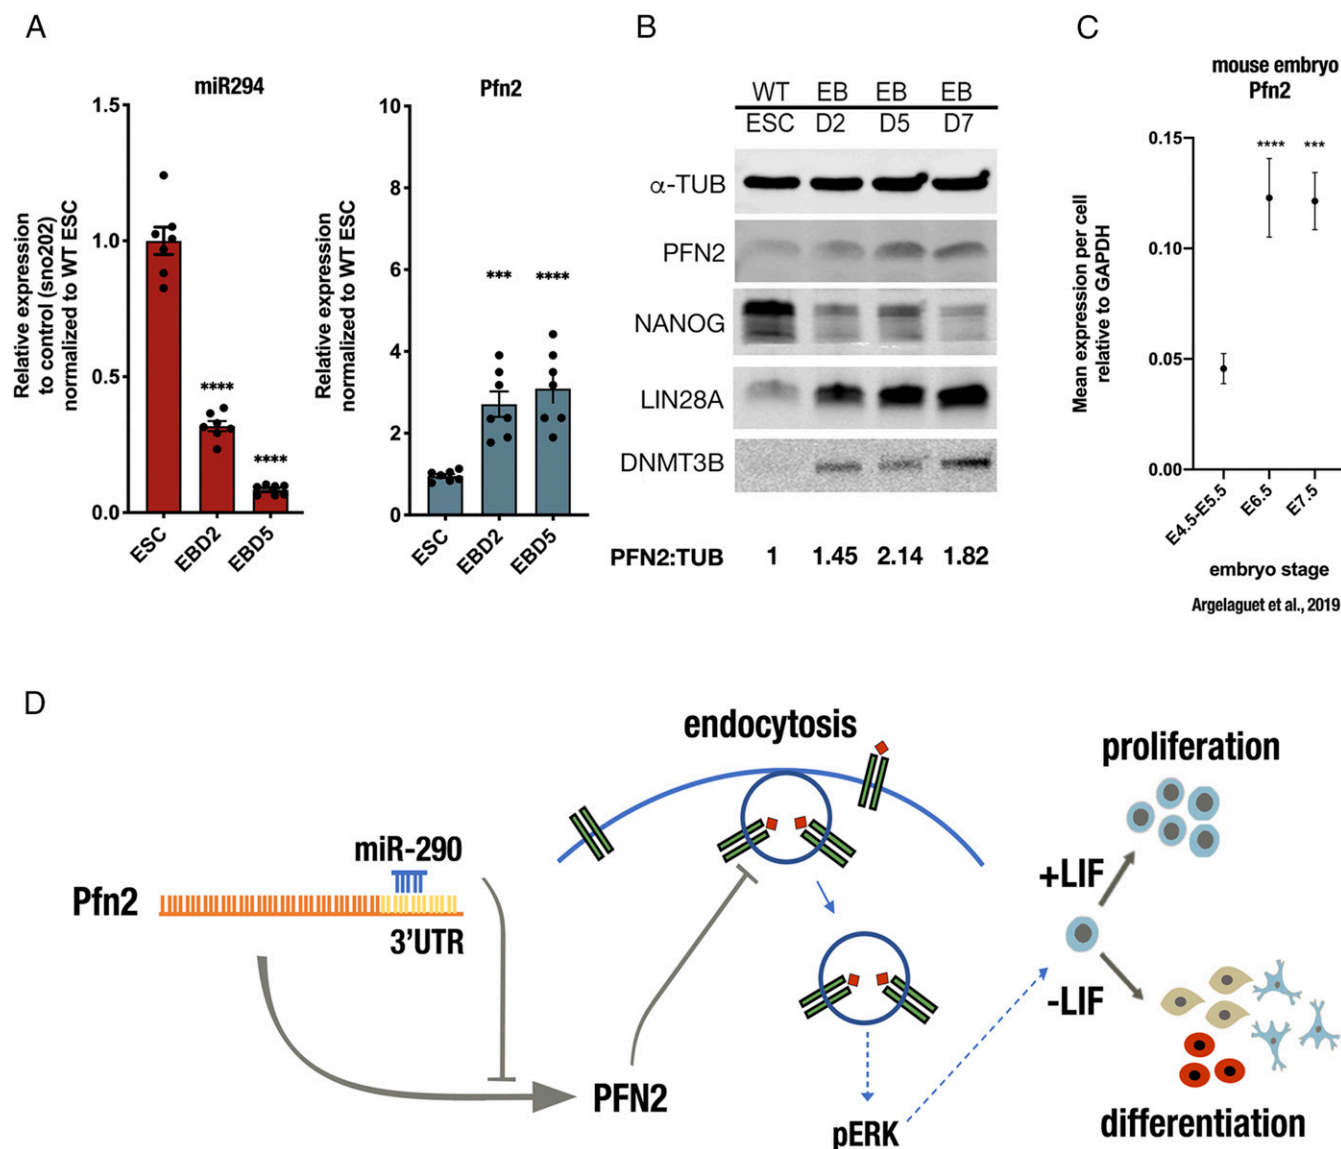 A
miR294
Relative expression
to control (sno202)
normalized to WT ESC
1.5
1.0
0.5
0.0
****
****
ESC
EBD2
EBD5
Pfn2
Relative expression
normalized to WT ESC
10
8
6
4
2
0
***
****
ESC
EBD2
EBD5
B
WT EB EB EB
ESC D2 D5 D7
α-TUB
PFN2
NANOG
LIN28A
DNMT3B
PFN2:TUB 1 1.45 2.14 1.82
C
mouse embryo
Pfn2
Mean expression per cell
relative to GAPDH
0.15
0.10
0.05
0.00
**** ***
E4.5-E5.5
E6.5
E7.5
embryo stage
Argelaguet et al., 2019
D
Pfn2
miR-290
3'UTR
PFN2
endocytosis
pERK
proliferation
+LIF
-LIF
differentiation